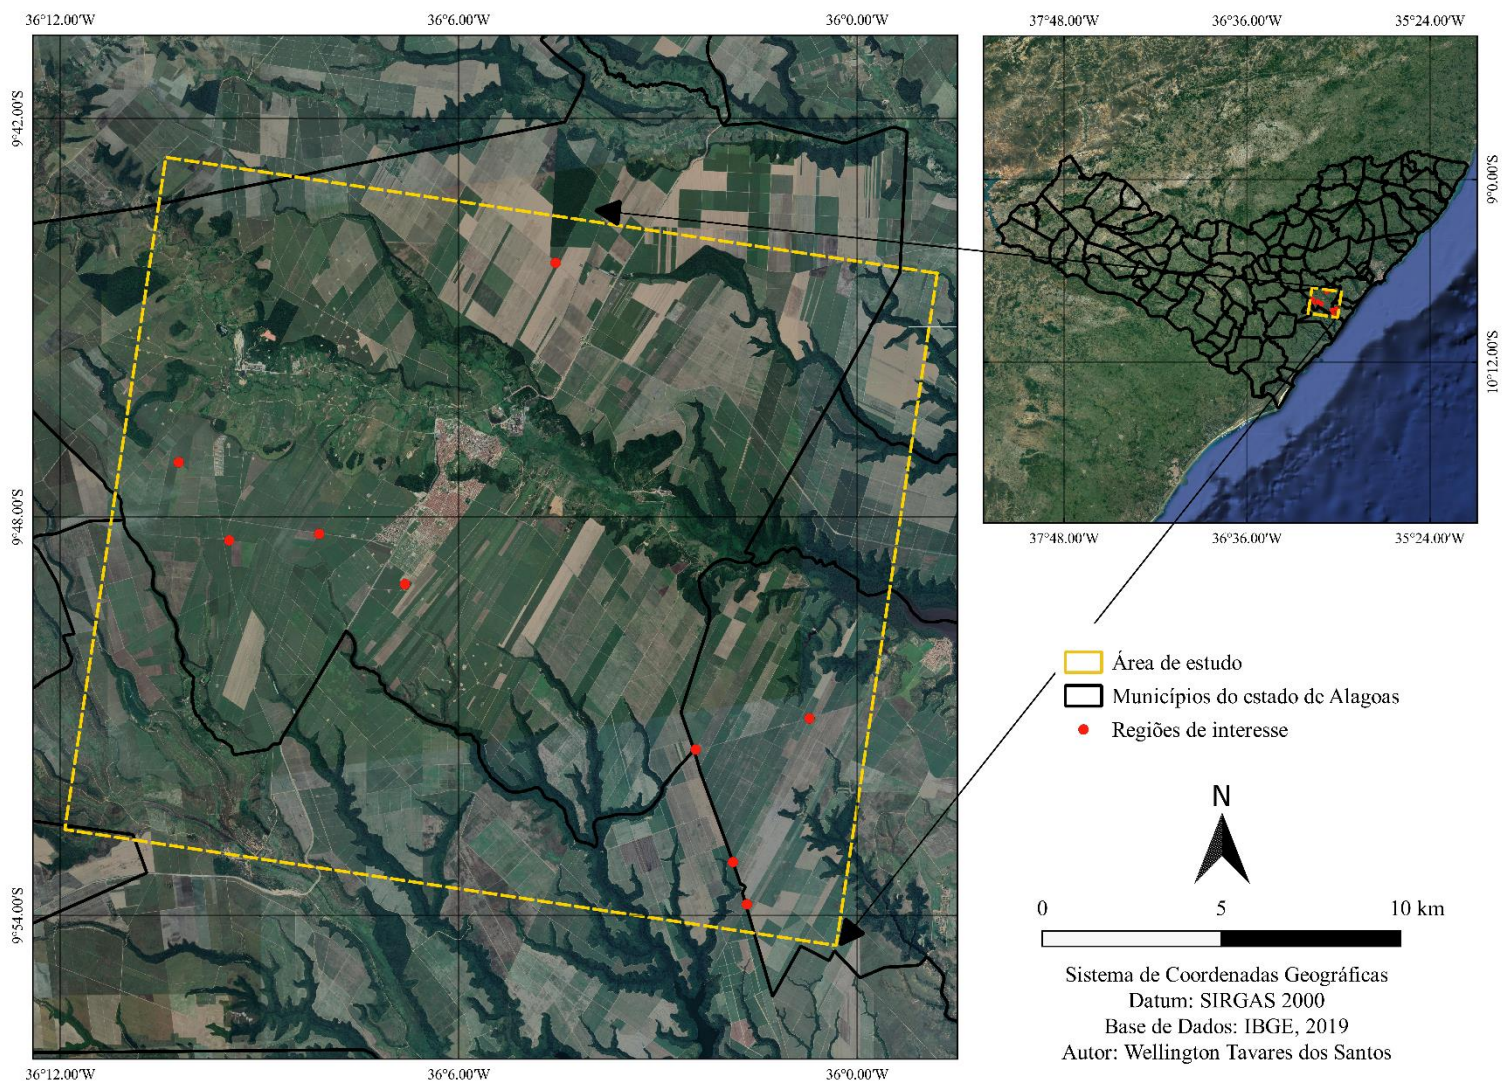 36°12.00'W 36°6.00'W 36°0.00'W
37°48.00'W 36°36.00'W 35°24.00'W
9°42.00'S
9°48.00'S
9°54.00'S
9°0.00'S
10°12.00'S
37°48.00'W 36°36.00'W 35°24.00'W
Área de estudo
Municípios do estado de Alagoas
Regiões de interesse
N
0 5 10 km
Sistema de Coordenadas Geográficas
Datum: SIRGAS 2000
Base de Dados: IBGE, 2019
Autor: Wellington Tavares dos Santos
36°12.00'W 36°6.00'W 36°0.00'W